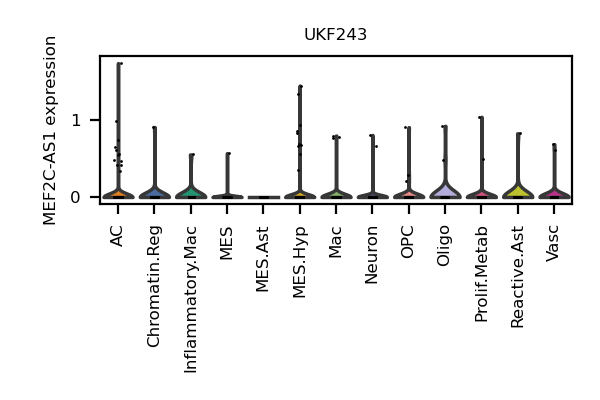 UKF243
MEF2C-AS1 expression
1
0
AC
Chromatin.Reg
Inflammatory.Mac
MES
MES.Ast
MES.Hyp
Mac
Neuron
OPC
Oligo
Prolif.Metab
Reactive.Ast
Vasc